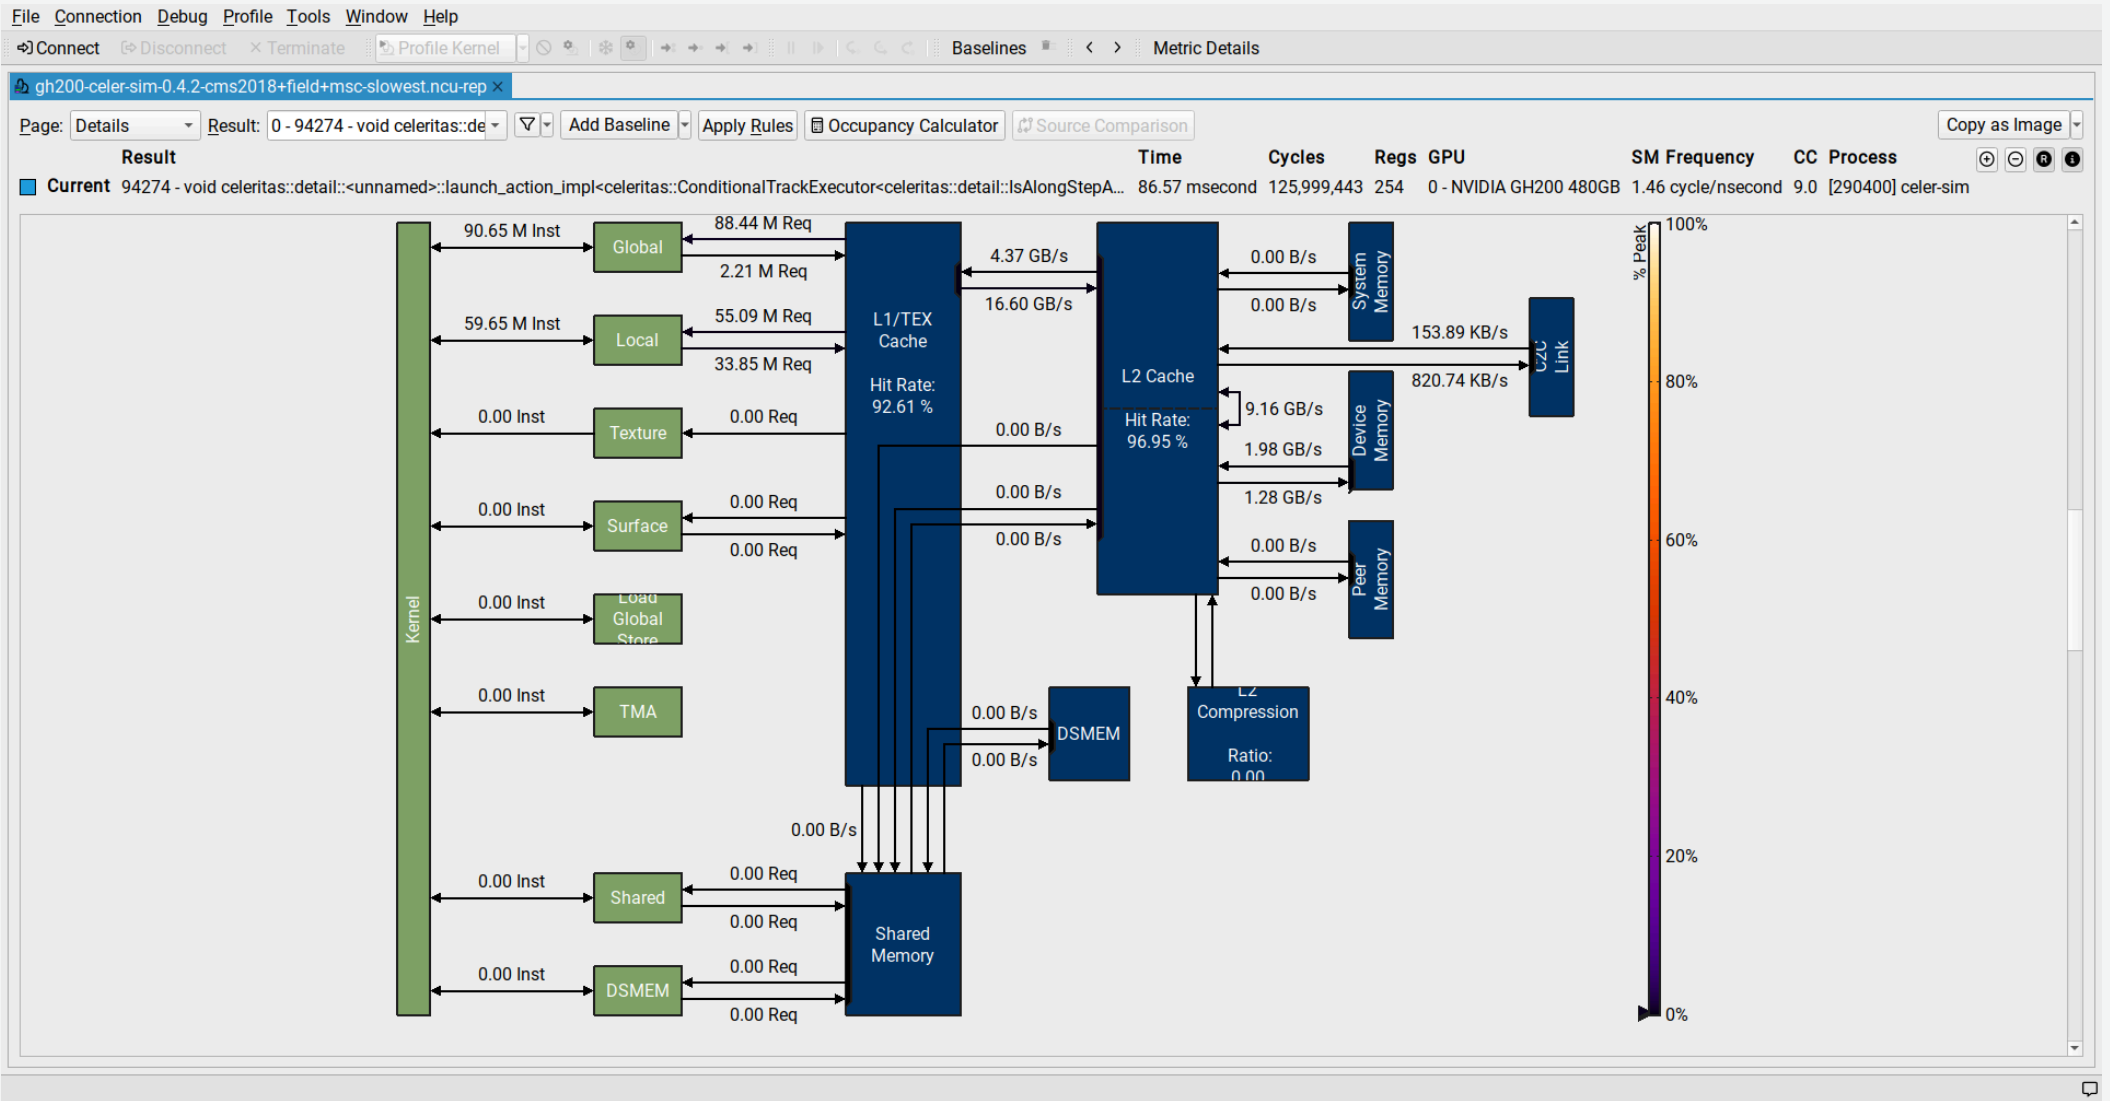 File Connection Debug Profile Tools Window Help
Connect Disconnect Terminate Profile Kernel Baselines Metric Details
gh200-celer-sim-0.4.2-cms2018+field+msc-slowest.ncu-rep
Page: Details Result: 0 - 94274 - void celeritas::de Add Baseline Apply Rules Occupancy Calculator Source Comparison Copy as Image
Result Time Cycles Regs GPU SM Frequency CC Process
Current 94274 - void celeritas::detail::<unnamed>::launch_action_impl<celeritas::ConditionalTrackExecutor<celeritas::detail::IsAlongStepA... 86.57 msecond 125,999,443 254 0 - NVIDIA GH200 480GB 1.46 cycle/nsecond 9.0 [290400] celer-sim
Kernel
90.65 M Inst
Global
88.44 M Req
2.21 M Req
59.65 M Inst
Local
55.09 M Req
33.85 M Req
0.00 Inst
Texture
0.00 Req
0.00 Inst
Surface
0.00 Req
0.00 Req
0.00 Inst
Load
Global
Store
0.00 Inst
TMA
0.00 Inst
Shared
0.00 Req
0.00 Req
0.00 Inst
DSMEM
0.00 Req
0.00 Req
L1/TEX
Cache
Hit Rate:
92.61 %
0.00 B/s
Shared
Memory
4.37 GB/s
16.60 GB/s
0.00 B/s
0.00 B/s
0.00 B/s
0.00 B/s
0.00 B/s
DSMEM
L2 Cache
Hit Rate:
96.95 %
L2
Compression
Ratio:
0.00
0.00 B/s
0.00 B/s
System
Memory
153.89 KB/s
820.74 KB/s
C2C
Link
9.16 GB/s
1.98 GB/s
1.28 GB/s
Device
Memory
0.00 B/s
0.00 B/s
Peer
Memory
% Peak
100%
80%
60%
40%
20%
0%